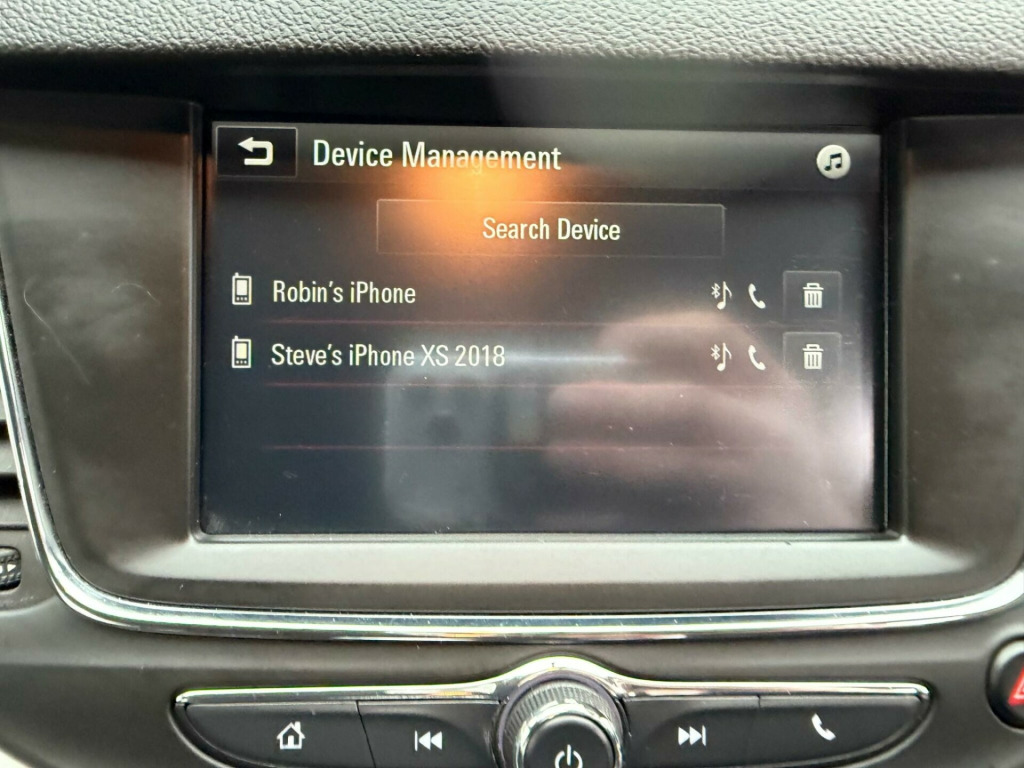 Device Management
Search Device
Robin's iPhone
Steve's iPhone XS 2018